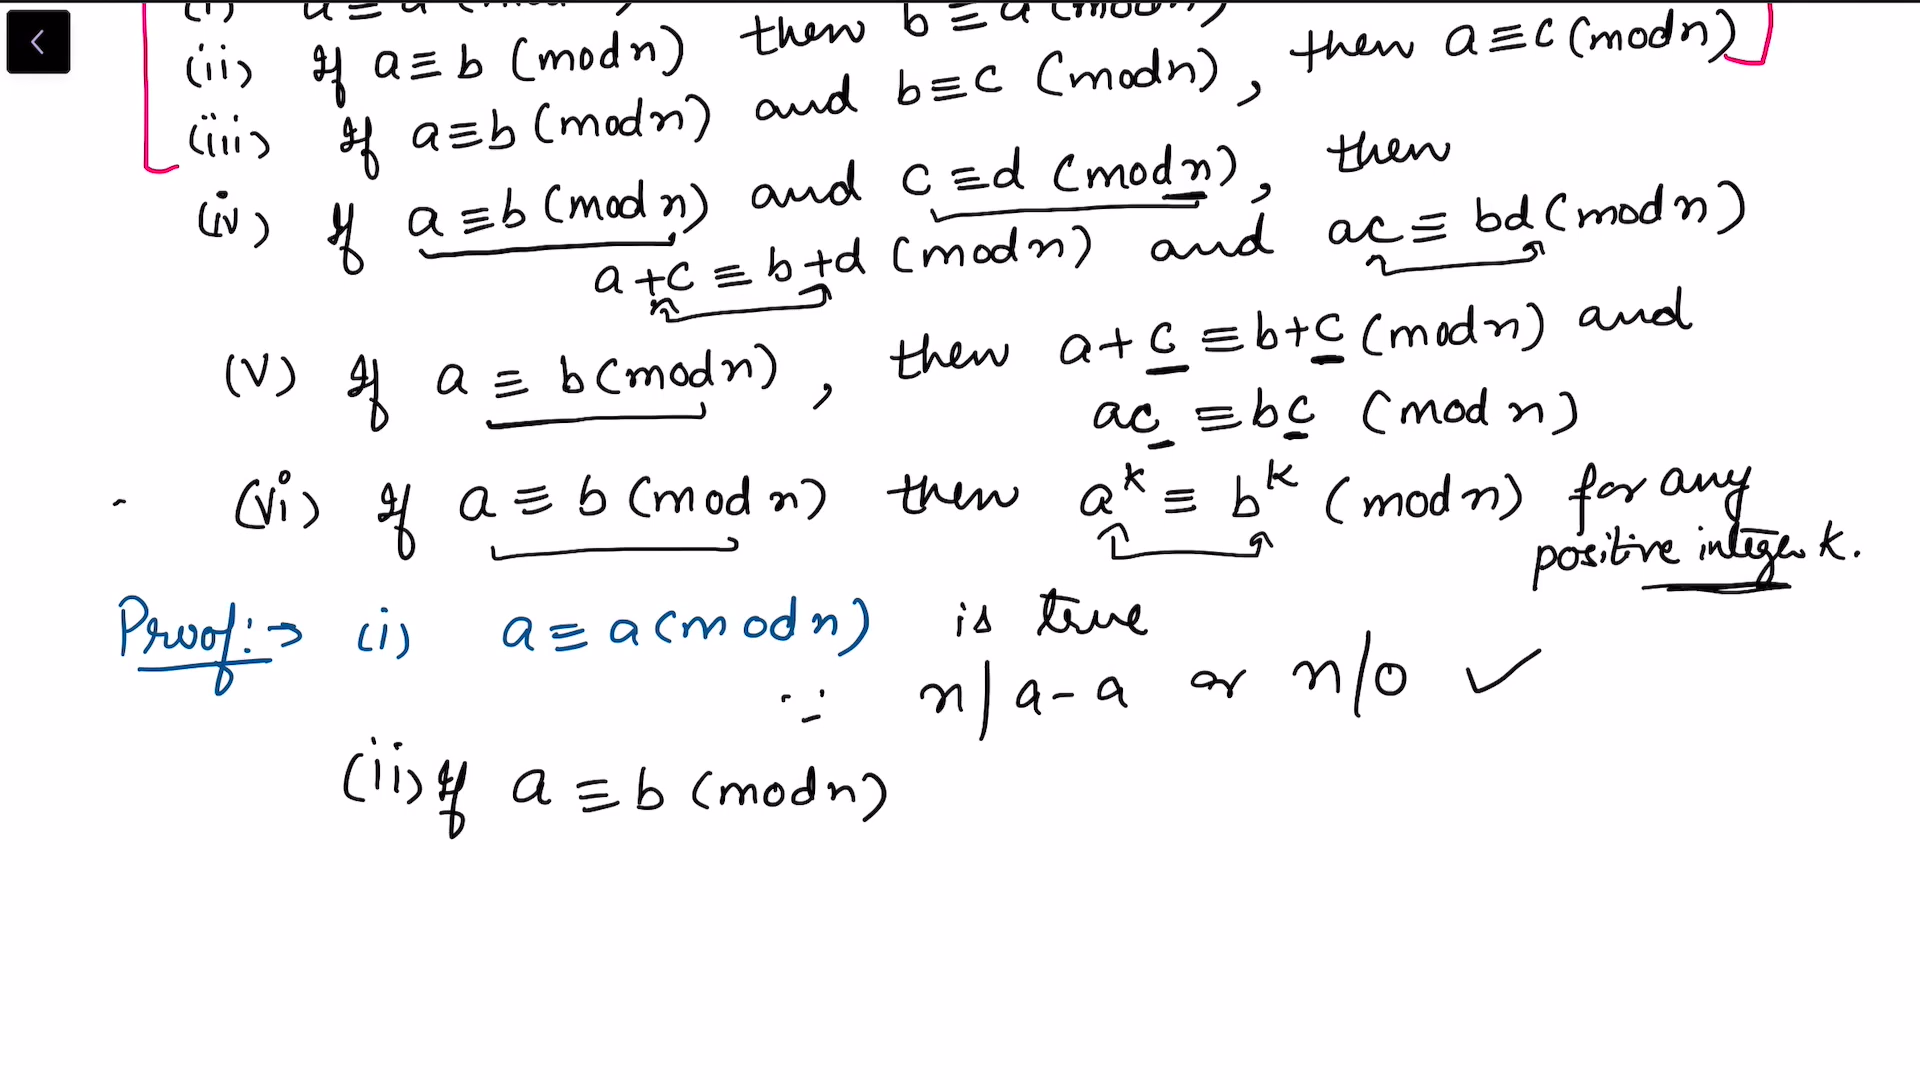 (i) a ≡ a (mod n)
(ii) If a ≡ b (mod n) then b ≡ a (mod n)
(iii) If a ≡ b (mod n) and b ≡ c (mod n), then a ≡ c (mod n)
(iv) If a ≡ b (mod n) and c ≡ d (mod n), then
a + c ≡ b + d (mod n) and ac ≡ bd (mod n)
(v) If a ≡ b (mod n), then a + c ≡ b + c (mod n) and
ac ≡ bc (mod n)
(vi) If a ≡ b (mod n) then a^k ≡ b^k (mod n) for any
positive integer k.
Proof:→ (i) a ≡ a (mod n) is true
∵ n | a - a or n/0 ✓
(ii) If a ≡ b (mod n)